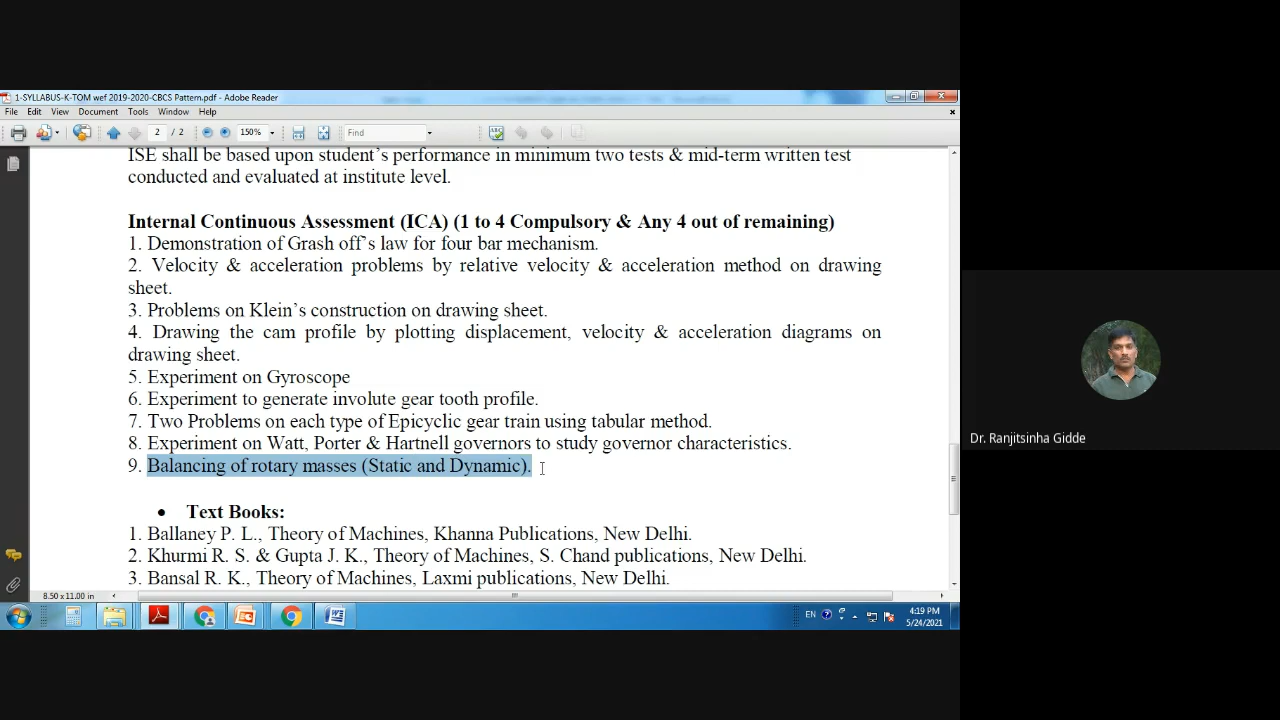 1-SYLLABUS-K-TOM wef 2019-2020-CBCS Pattern.pdf - Adobe Reader
File Edit View Document Tools Window Help
2 / 2 150% Find
ISE shall be based upon student's performance in minimum two tests & mid-term written test
conducted and evaluated at institute level.
Internal Continuous Assessment (ICA) (1 to 4 Compulsory & Any 4 out of remaining)
1. Demonstration of Grash off's law for four bar mechanism.
2. Velocity & acceleration problems by relative velocity & acceleration method on drawing
sheet.
3. Problems on Klein's construction on drawing sheet.
4. Drawing the cam profile by plotting displacement, velocity & acceleration diagrams on
drawing sheet.
5. Experiment on Gyroscope
6. Experiment to generate involute gear tooth profile.
7. Two Problems on each type of Epicyclic gear train using tabular method.
8. Experiment on Watt, Porter & Hartnell governors to study governor characteristics.
9. Balancing of rotary masses (Static and Dynamic).
• Text Books:
1. Ballaney P. L., Theory of Machines, Khanna Publications, New Delhi.
2. Khurmi R. S. & Gupta J. K., Theory of Machines, S. Chand publications, New Delhi.
3. Bansal R. K., Theory of Machines, Laxmi publications, New Delhi.
8.50 x 11.00 in
EN 4:19 PM
5/24/2021
Dr. Ranjitsinha Gidde